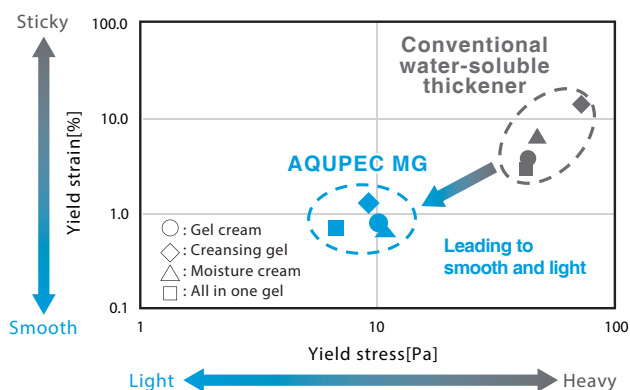 Sticky
100.0
Conventional
water-soluble
thickener
10.0
Yield strain[%]
AQUPEC MG
1.0
: Gel cream
: Creansing gel
: Moisture cream
: All in one gel
Leading to
smooth and light
0.1
Smooth
1
10
100
Yield stress[Pa]
Light
Heavy